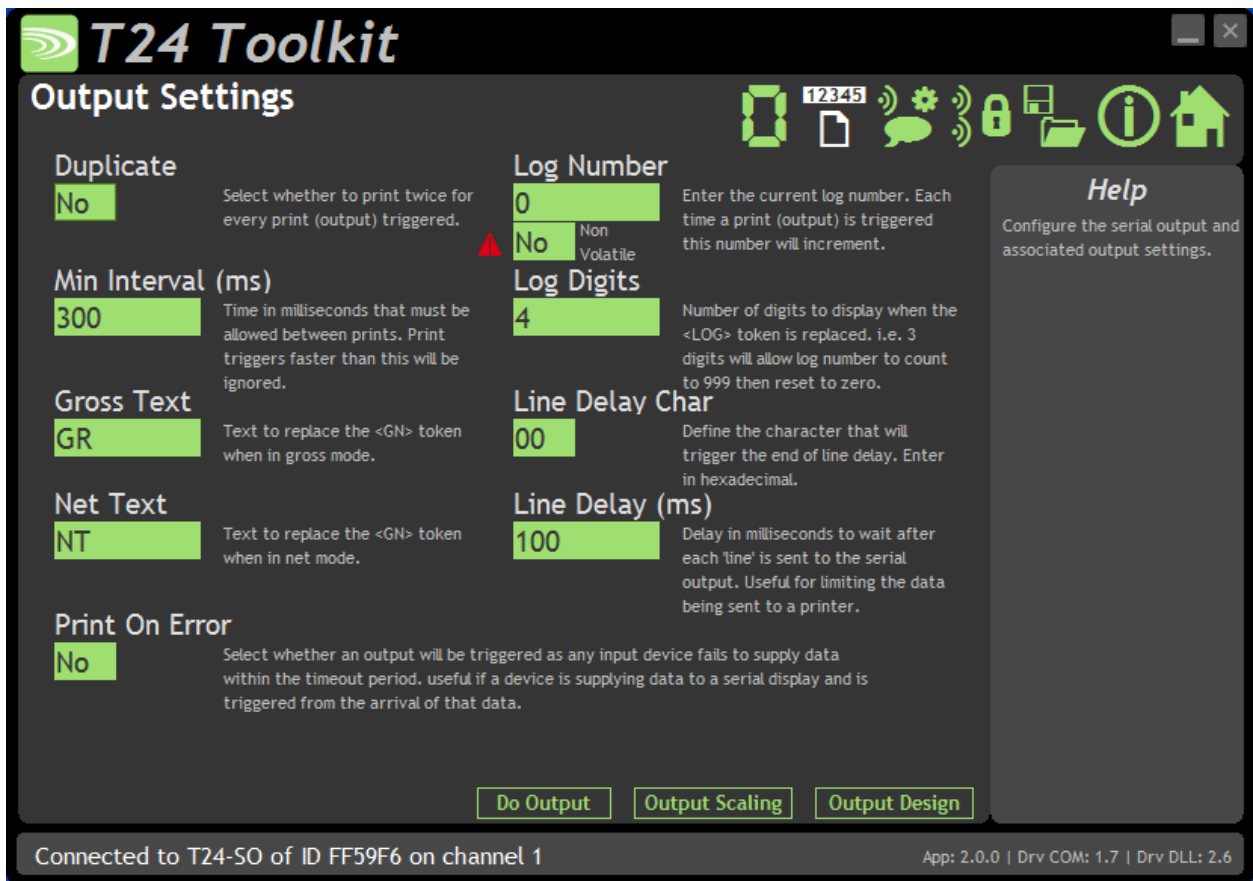 T24 Toolkit
Output Settings
12345
Duplicate
No
Select whether to print twice for
every print (output) triggered.
Log Number
0
No
Non
Volatile
Enter the current log number. Each
time a print (output) is triggered
this number will increment.
Min Interval (ms)
300
Time in milliseconds that must be
allowed between prints. Print
triggers faster than this will be
ignored.
Log Digits
4
Number of digits to display when the
<LOG> token is replaced. i.e. 3
digits will allow log number to count
to 999 then reset to zero.
Gross Text
GR
Text to replace the <GN> token
when in gross mode.
Line Delay Char
00
Define the character that will
trigger the end of line delay. Enter
in hexadecimal.
Net Text
NT
Text to replace the <GN> token
when in net mode.
Line Delay (ms)
100
Delay in milliseconds to wait after
each 'line' is sent to the serial
output. Useful for limiting the data
being sent to a printer.
Print On Error
No
Select whether an output will be triggered as any input device fails to supply data
within the timeout period. useful if a device is supplying data to a serial display and is
triggered from the arrival of that data.
Do Output
Output Scaling
Output Design
Help
Configure the serial output and
associated output settings.
Connected to T24-SO of ID FF59F6 on channel 1
App: 2.0.0 | Drv COM: 1.7 | Drv DLL: 2.6